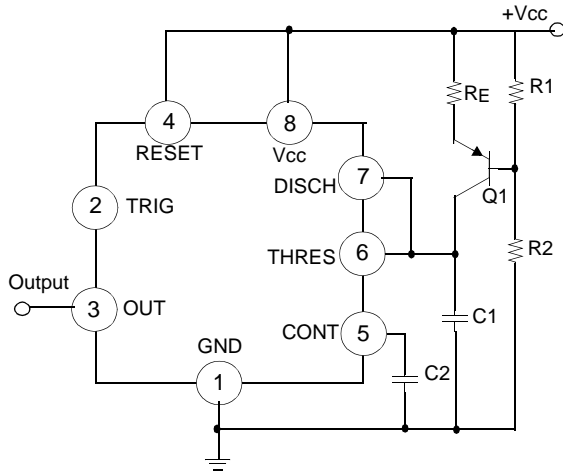 +Vcc
RE
R1
4
8
RESET
Vcc
DISCH
7
Q1
2
TRIG
THRES
6
R2
Output
3
OUT
CONT
5
C1
GND
1
C2